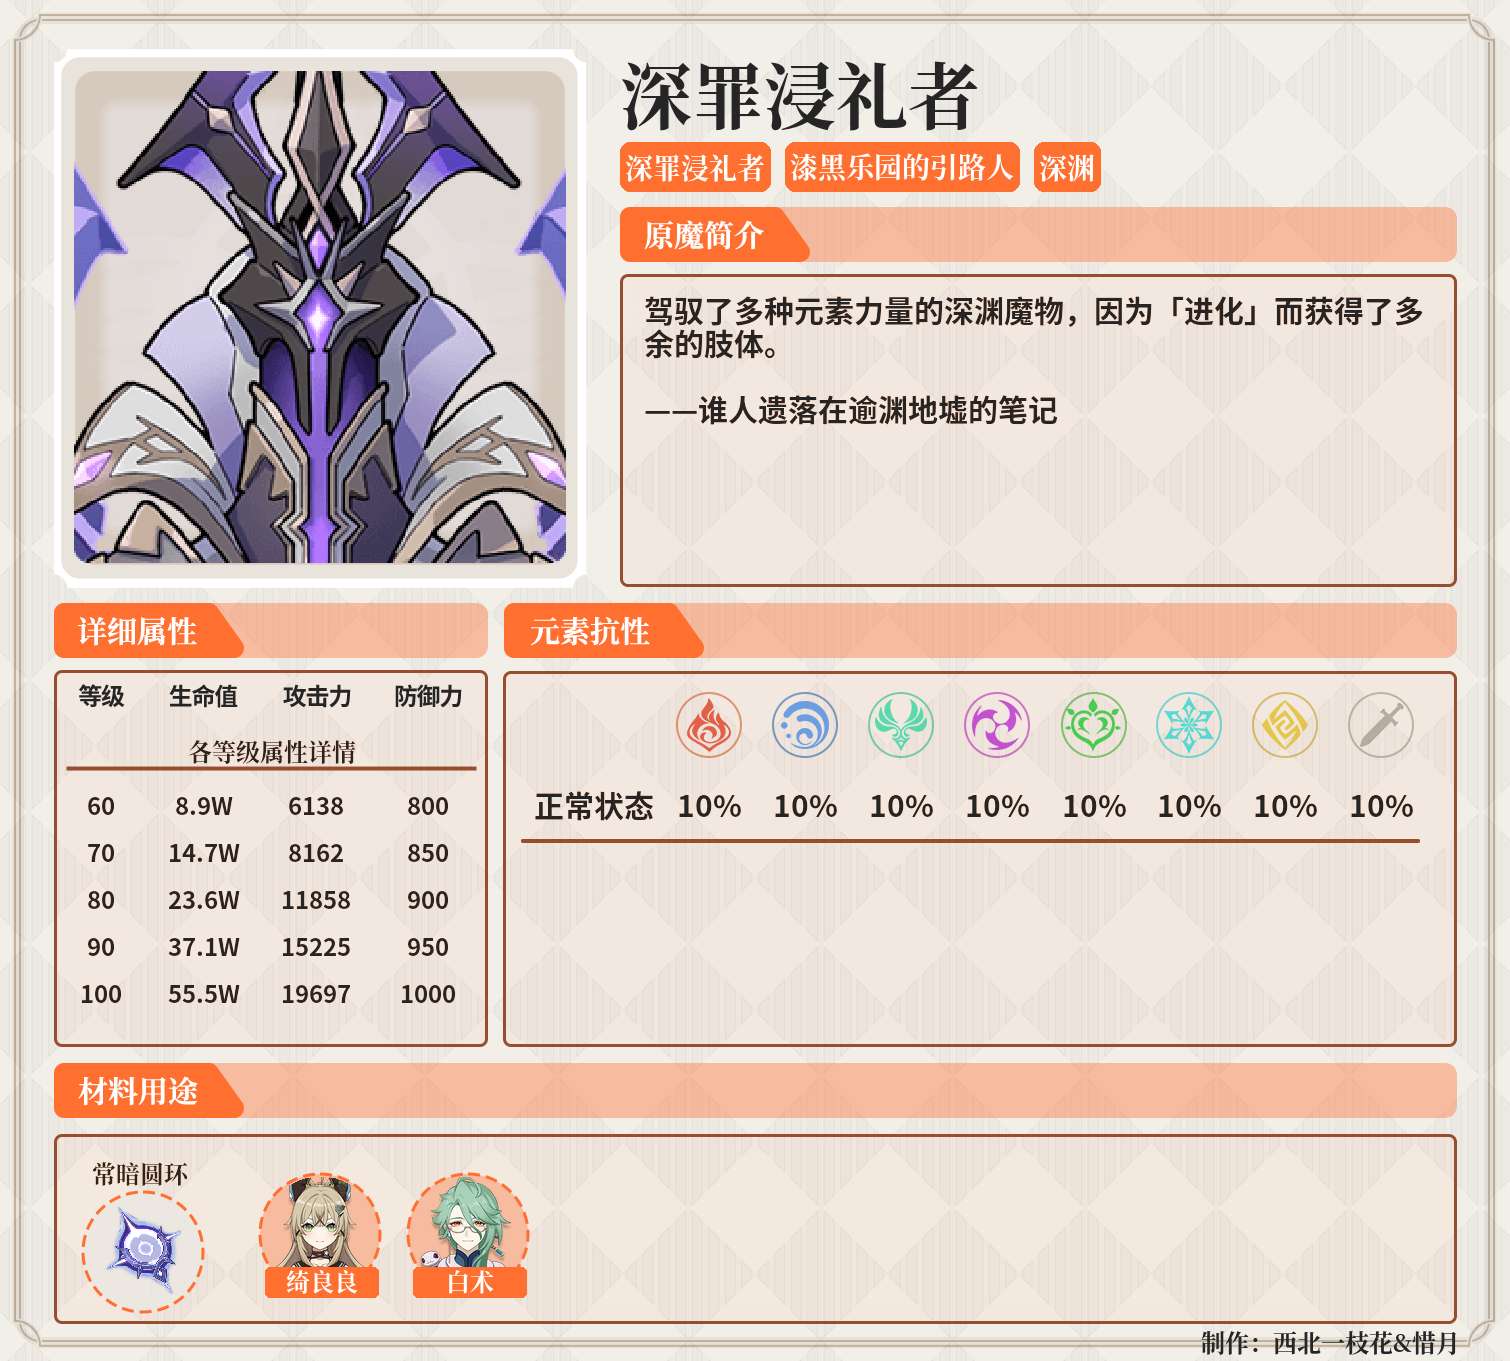 深罪浸礼者
深罪浸礼者 漆黑乐园的引路人 深渊
原魔简介
驾驭了多种元素力量的深渊魔物，因为「进化」而获得了多
余的肢体。
——谁人遗落在逾渊地墟的笔记
详细属性
等级 生命值 攻击力 防御力
各等级属性详情
60 8.9W 6138 800
70 14.7W 8162 850
80 23.6W 11858 900
90 37.1W 15225 950
100 55.5W 19697 1000
元素抗性
正常状态 10% 10% 10% 10% 10% 10% 10% 10%
材料用途
常暗圆环
绮良良 白术
制作：西北一枝花&惜月